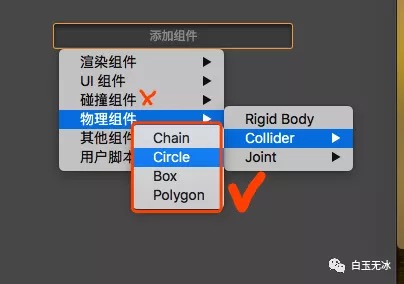 添加组件
渲染组件
UI 组件
碰撞组件
物理组件
其他组件
用户脚本
Rigid Body
Collider
Joint
Chain
Circle
Box
Polygon
白玉无冰